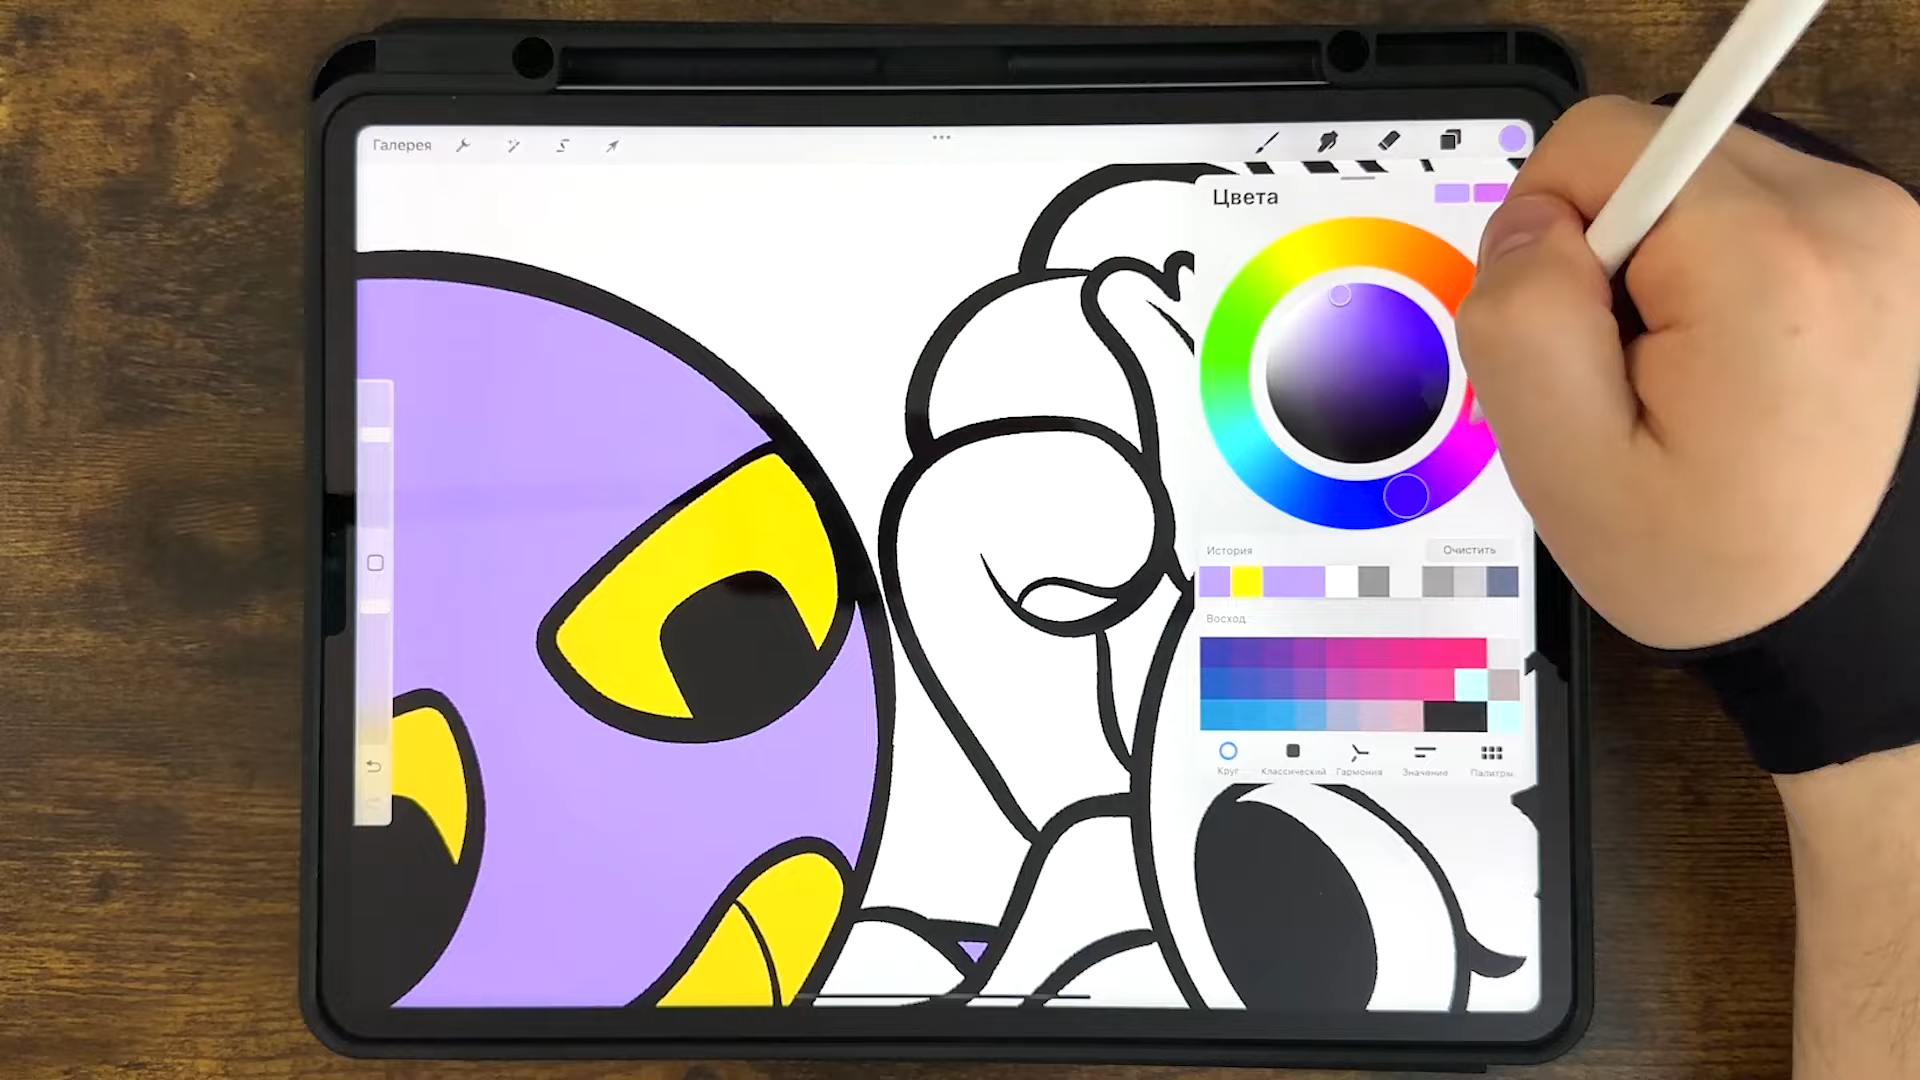 Галерея
Цвета
История
Очистить
Восход
Круг
Классический
Гармония
Значение
Палитры